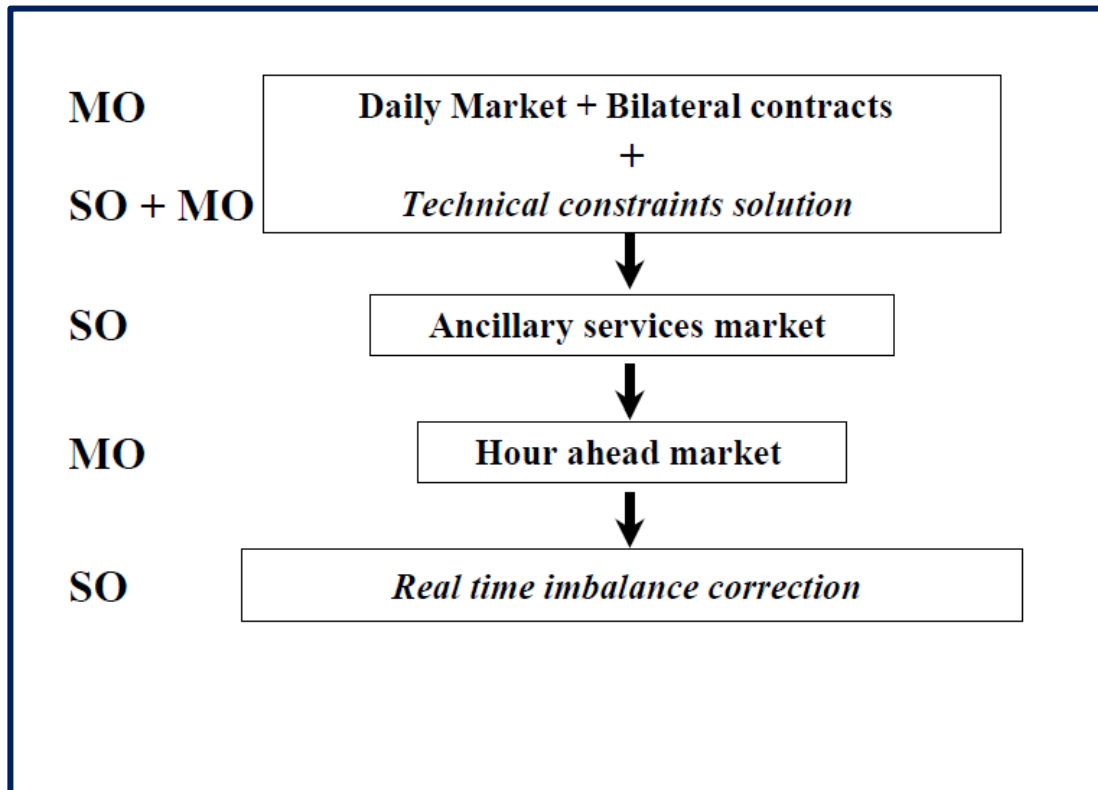 MO
Daily Market + Bilateral contracts
+
SO + MO
Technical constraints solution
SO
Ancillary services market
MO
Hour ahead market
SO
Real time imbalance correction